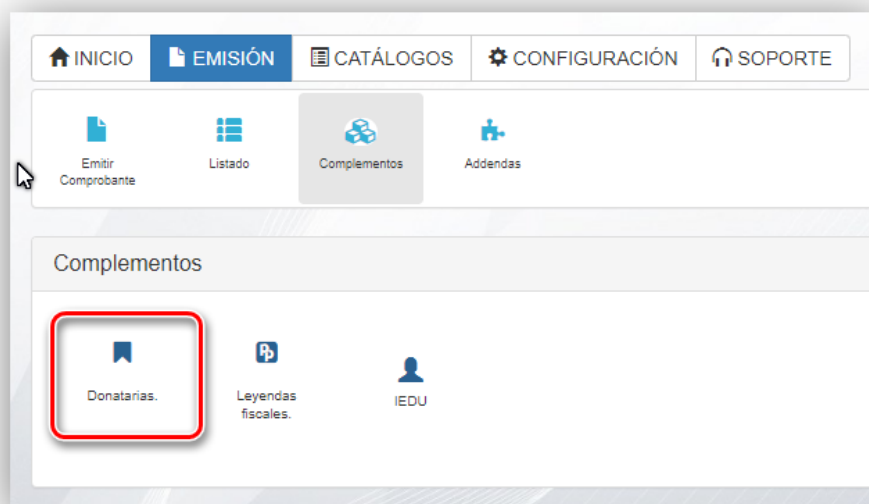 INICIO EMISIÓN CATÁLOGOS CONFIGURACIÓN SOPORTE
Emitir
Comprobante
Listado
Complementos
Addendas
Complementos
Donatarias.
Leyendas
fiscales.
IEDU